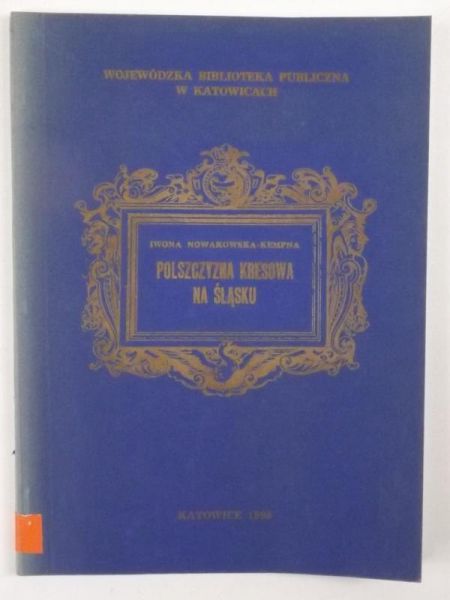 WOJEWÓDZKA BIBLIOTEKA PUBLICZNA
W KATOWICACH
IWONA NOWAKOWSKA-KEMPNA
POLSZCZYZNA KRESOWA
NA ŚLĄSKU
KATOWICE